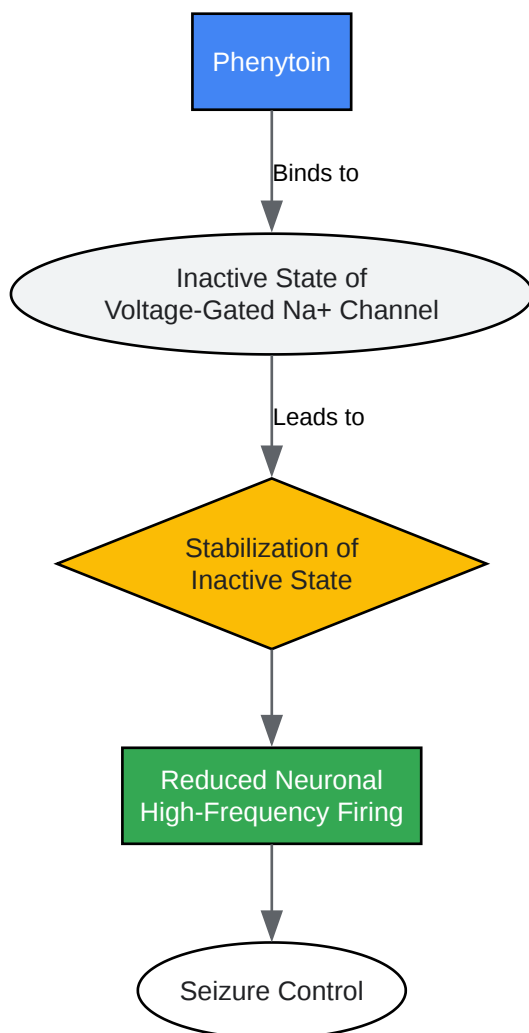 Phenytoin
Binds to
Inactive State of
Voltage-Gated Na+ Channel
Leads to
Stabilization of
Inactive State
Reduced Neuronal
High-Frequency Firing
Seizure Control